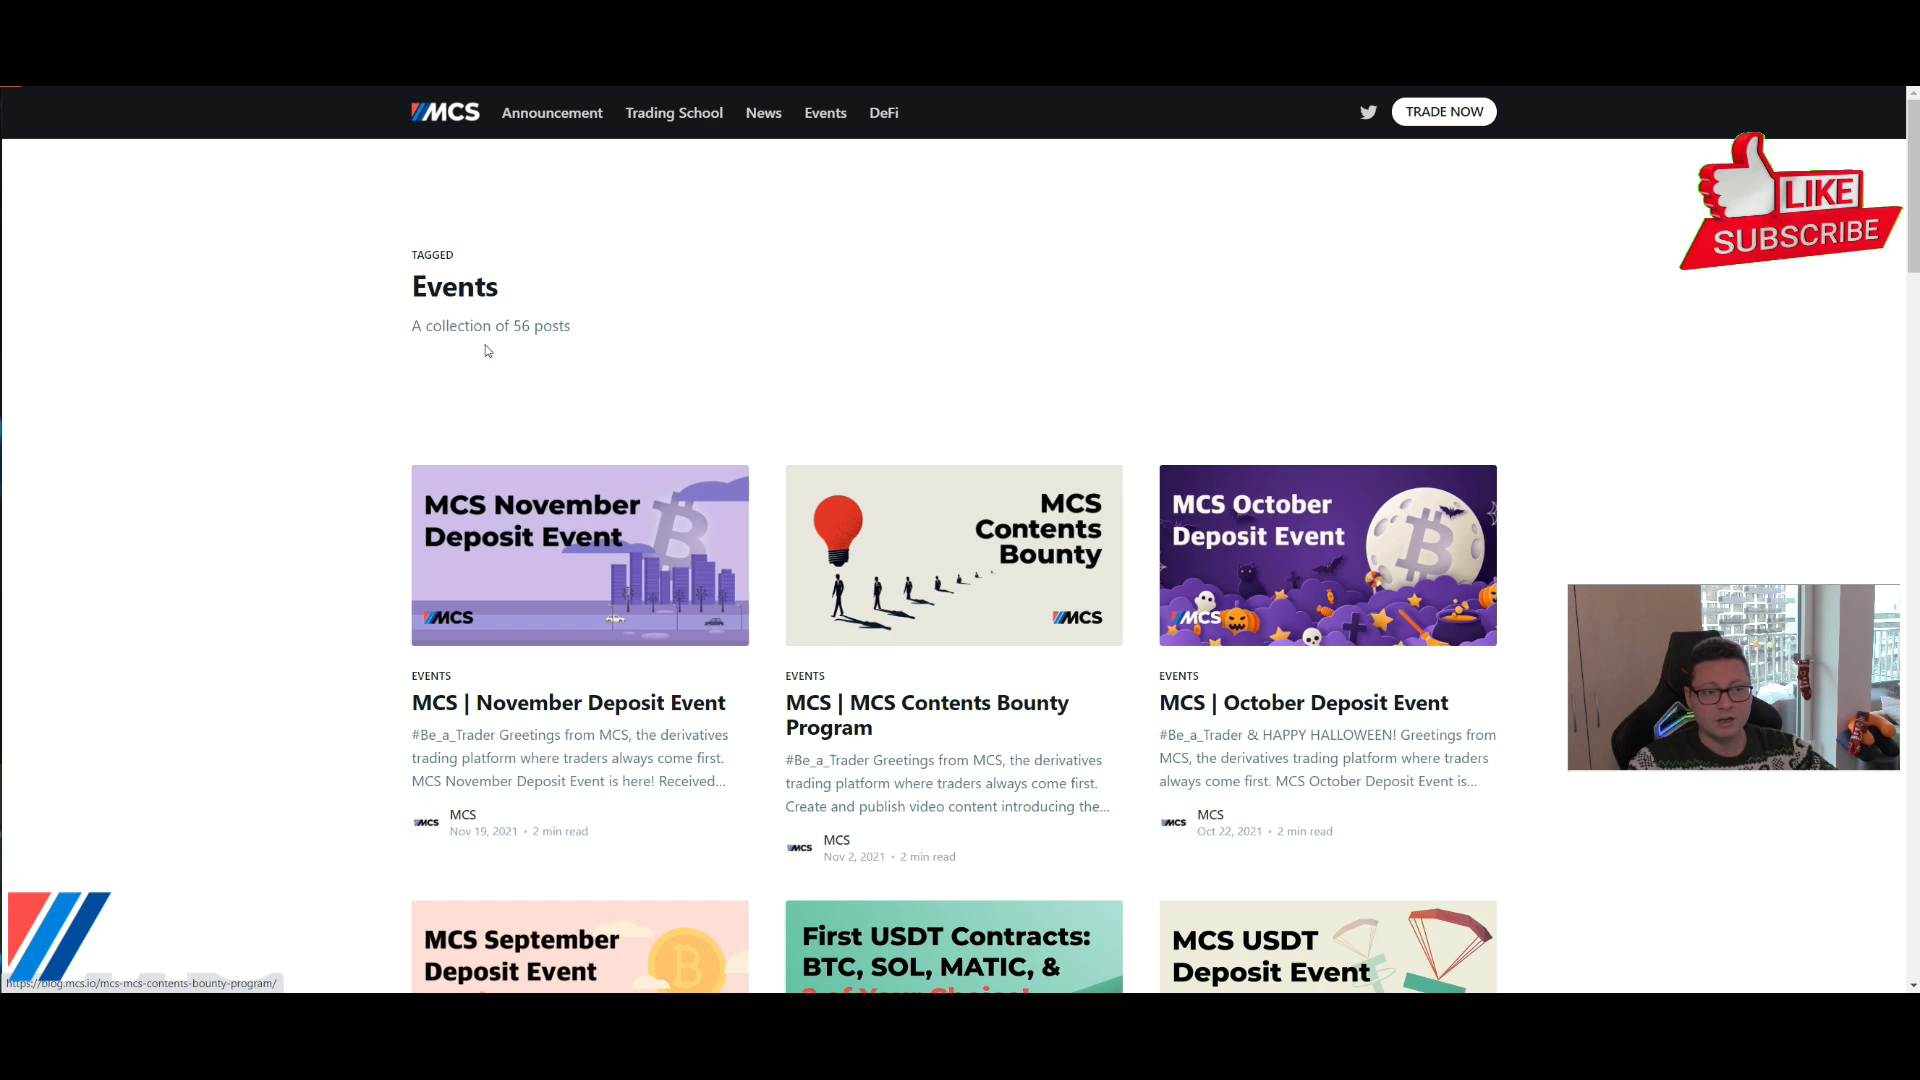 MCS Announcement Trading School News Events DeFi TRADE NOW
LIKE
SUBSCRIBE
TAGGED
Events
A collection of 56 posts
MCS November
Deposit Event
MCS
MCS
Contents
Bounty
MCS
MCS October
Deposit Event
MCS
EVENTS
MCS | November Deposit Event
#Be_a_Trader Greetings from MCS, the derivatives
trading platform where traders always come first.
MCS November Deposit Event is here! Received...
MCS
MCS
Nov 19, 2021 • 2 min read
EVENTS
MCS | MCS Contents Bounty
Program
#Be_a_Trader Greetings from MCS, the derivatives
trading platform where traders always come first.
Create and publish video content introducing the...
MCS
MCS
Nov 2, 2021 • 2 min read
EVENTS
MCS | October Deposit Event
#Be_a_Trader & HAPPY HALLOWEEN! Greetings from
MCS, the derivatives trading platform where traders
always come first. MCS October Deposit Event is...
MCS
MCS
Oct 22, 2021 • 2 min read
MCS September
Deposit Event
First USDT Contracts:
BTC, SOL, MATIC, &
MCS USDT
Deposit Event
https://blog.mcs.io/mcs-mcs-contents-bounty-program/